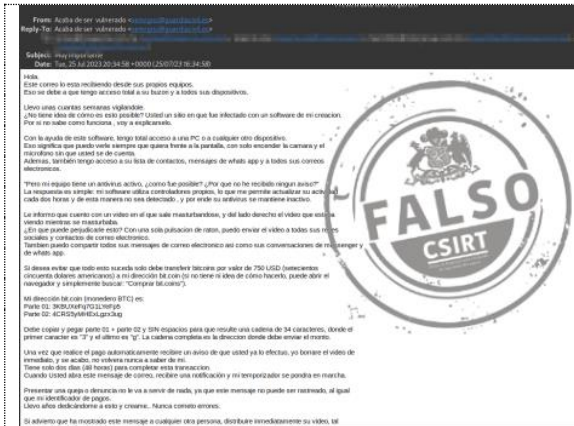 From: Acaba de ser vulnerado
Reply-To: Acaba de ser vulnerado
Subject: Muy importante
Date: Tue, 25 Jul 2023 20:34:58 +0000 (25/07/23 16:34:58)
Hola.
Este correo lo esta recibiendo desde sus propios equipos.
Eso se debe a que tengo acceso total a su buzon y a todos sus dispositivos.
Llevo unas cuantas semanas vigilandole.
¿No tiene idea de cómo es esto posible? Usted un sitio en que fue infectado con un software de mi creacion.
Por si no sabe como funciona , voy a explicarselo.
Con la ayuda de este software, tengo total acceso a una PC o a cualquier otro dispositivo.
Eso significa que puedo verle siempre que quiera frente a la pantalla, con solo encender la camara y el
microfono sin que usted se de cuenta.
Ademas, también tengo acceso a su lista de contactos, mensajes de whats app y a todos sus correos
electronicos.
"Pero mi equipo tiene un antivirus activo, ¿como fue posible? ¿Por que no he recibido ningun aviso?"
La respuesta es simple: mi software utiliza controladores propios, lo que me permite actualizar su
cada dos horas y de esta manera no sea detectado , y por ende su antivirus se mantiene inactivo.
Le informo que cuento con un video en el que sale masturbandose, y del lado derecho el video que
viendo mientras se masturbaba.
¿En que puede perjudicarle esto? Con una sola pulsacion de raton, puedo enviar el video a todas sus
sociales y contactos de correo electronico.
Tambien puedo compartir todos sus mensajes de correo electronico asi como sus conversaciones de messenger y
de whats app.
Si desea evitar que todo esto suceda solo debe transferir bitcoins por valor de 750 USD (setecientos
cincuenta dolares americanos) a mi dirección bit.coin (si no tiene ni idea de cómo hacerlo, puede abrir el
navegador y simplemente buscar: "Comprar bit.coins").
Mi dirección bit.coin (monedero BTC) es:
Parte 01:
Parte 02:
Debe copiar y pegar parte 01 + parte 02 y SIN espacios para que resulte una cadena de 34 caracteres, donde el
primer caracter es "3" y el ultimo es "g". La cadena completa es la direccion donde debe enviar el monto.
Una vez que realice el pago automaticamente recibire un aviso de que usted ya lo efectuo, yo borrare el video de
inmediato, y se acabo, no volvera nunca a saber de mi.
Tiene solo dos dias (48 horas) para completar esta transaccion.
Cuando Usted abra este mensaje de correo, recibire una notificación y mi temporizador se pondra en marcha.
Presentar una queja o denuncia no le va a servir de nada, ya que este mensaje no puede ser rastreado, al igual
que mi identificador de pagos.
Llevo años dedicándome a esto y creame.. Nunca cometo errores.
Si advierto que ha mostrado este mensaje a cualquier otra persona, distribuire inmediatamente su video, tal
FALSO
CSIRT